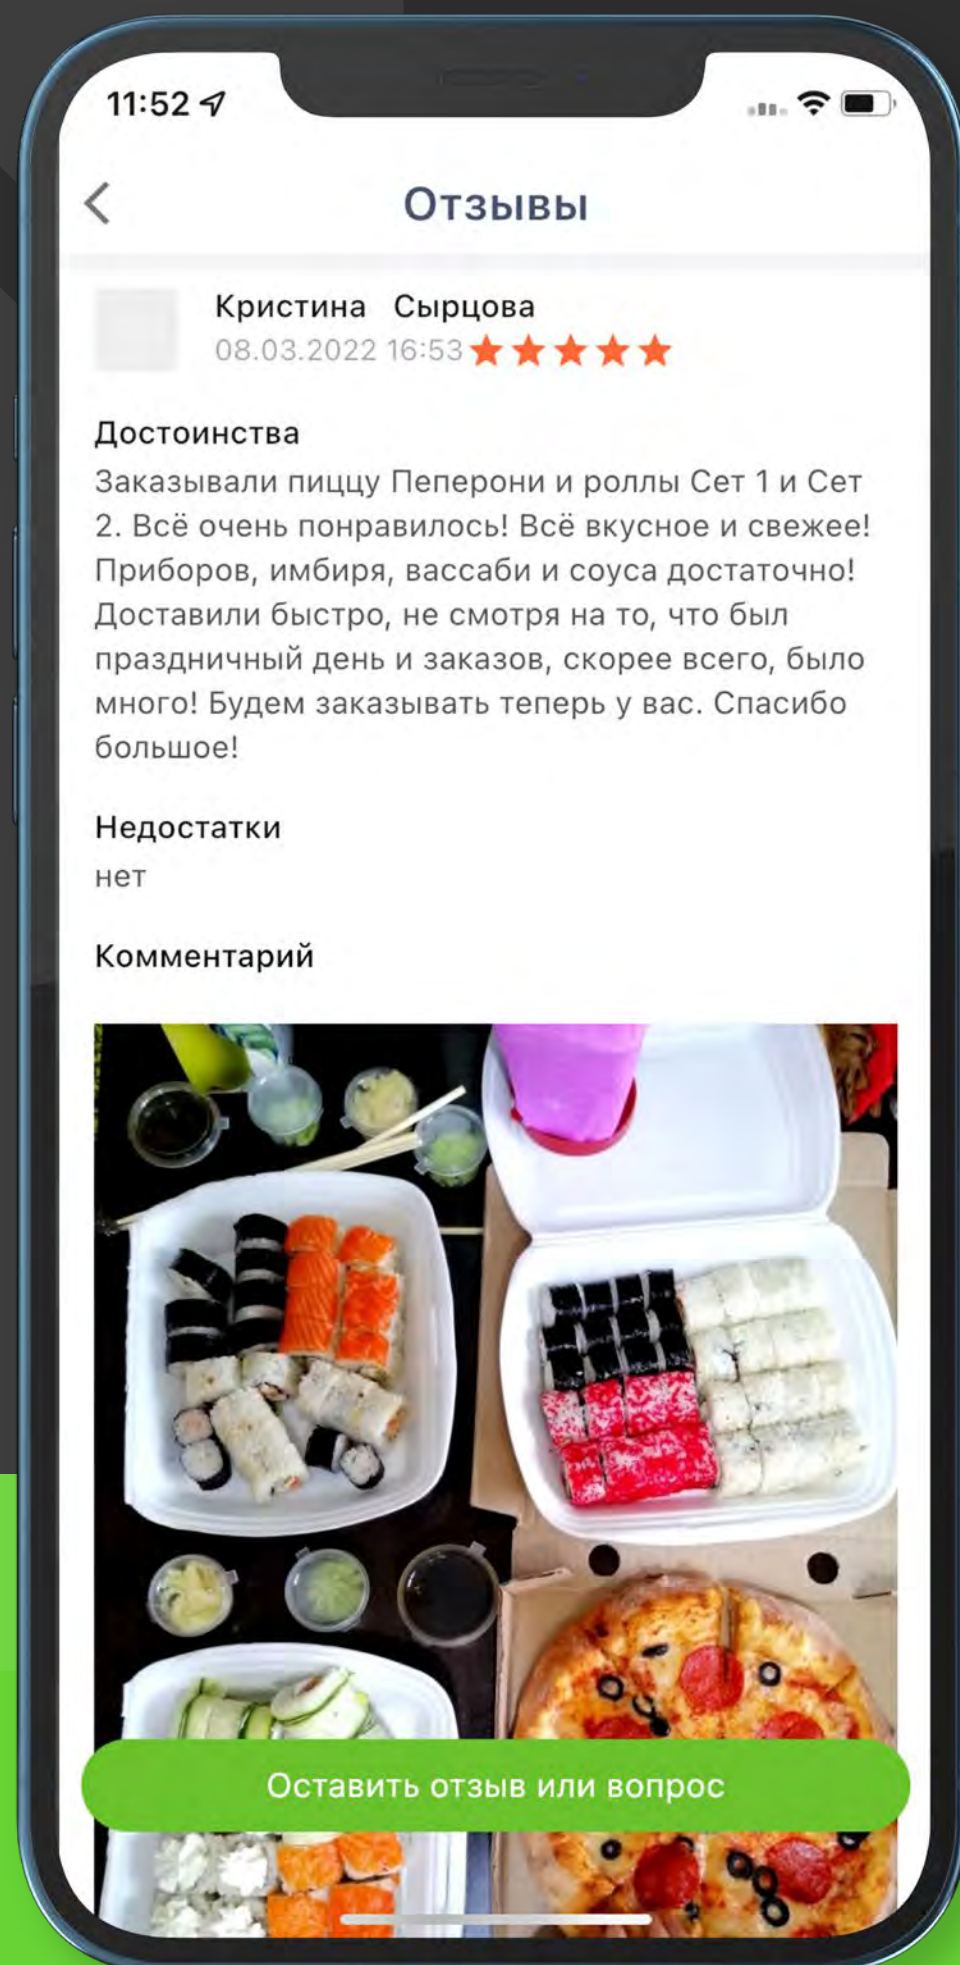 11:52
Отзывы
Кристина Сырцова
08.03.2022 16:53
Достоинства
Заказывали пиццу Пеперони и роллы Сет 1 и Сет
2. Всё очень понравилось! Всё вкусное и свежее!
Приборов, имбиря, вассаби и соуса достаточно!
Доставили быстро, не смотря на то, что был
праздничный день и заказов, скорее всего, было
много! Будем заказывать теперь у вас. Спасибо
большое!
Недостатки
нет
Комментарий
Оставить отзыв или вопрос